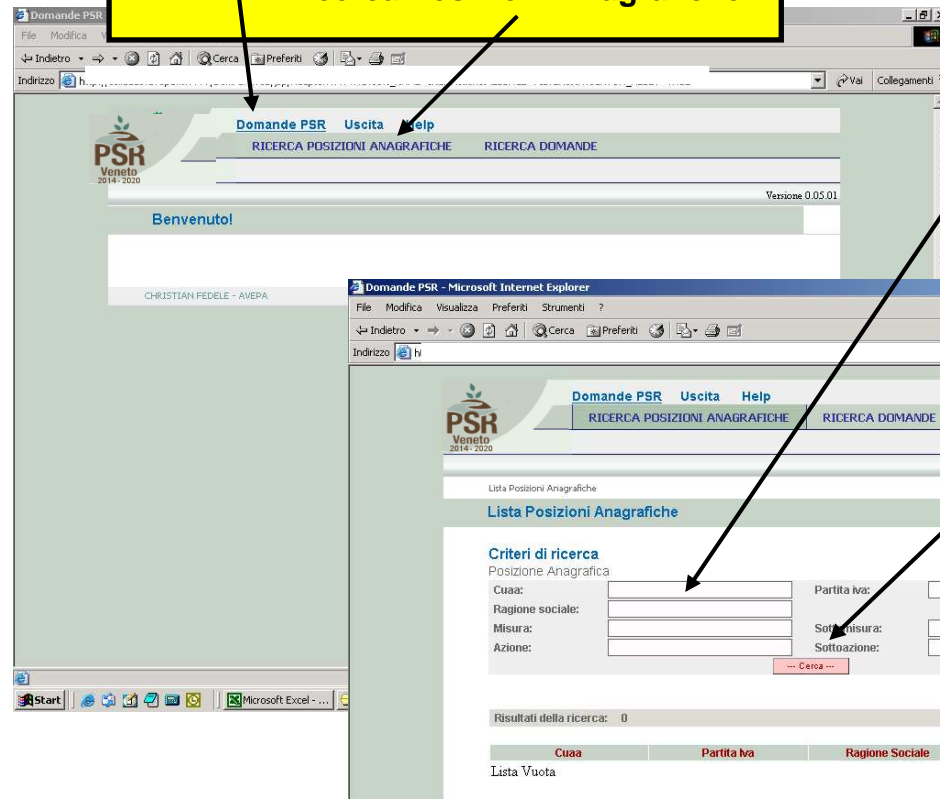 Domande PSR
File Modifica
Indietro Cerca Preferiti
Indirizzo Vai Collegamenti
Domande PSR Uscita Help
RICERCA POSIZIONI ANAGRAFICHE RICERCA DOMANDE
PSR
Veneto
2014 - 2020
Versione 0.05.01
Benvenuto!
CHRISTIAN FEDELE - AVEPA
Domande PSR - Microsoft Internet Explorer
File Modifica Visualizza Preferiti Strumenti ?
Indietro Cerca Preferiti
Indirizzo
Domande PSR Uscita Help
RICERCA POSIZIONI ANAGRAFICHE RICERCA DOMANDE
PSR
Veneto
2014 - 2020
Lista Posizioni Anagrafiche
Lista Posizioni Anagrafiche
Criteri di ricerca
Posizione Anagrafica
Cuaa: Partita iva:
Ragione sociale:
Misura: Sottomisura:
Azione: Sottoazione:
--- Cerca ---
Risultati della ricerca: 0
Cuaa Partita Iva Ragione Sociale
Lista Vuota
Start Microsoft Excel - ...